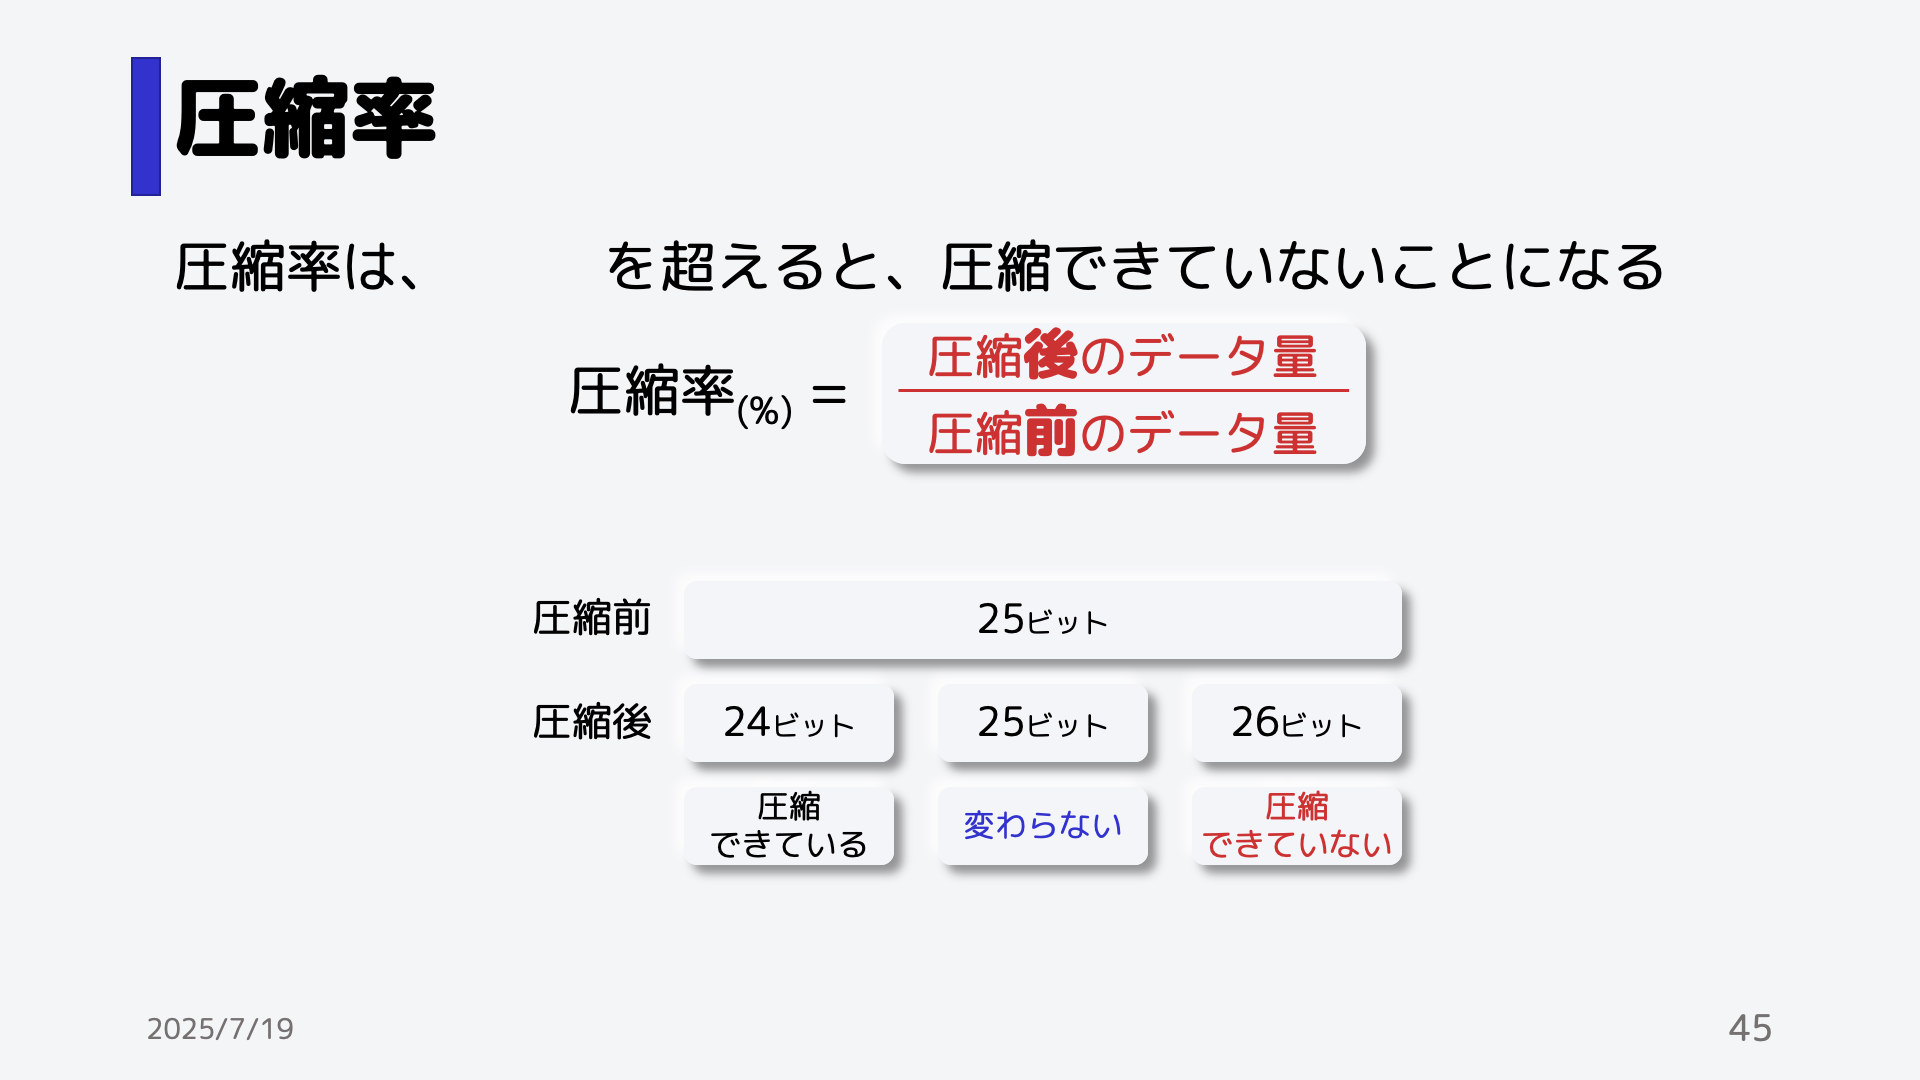 圧縮率
圧縮率は、　　　を超えると、圧縮できていないことになる
圧縮後のデータ量
圧縮率(%) =
圧縮前のデータ量
圧縮前 25ビット
圧縮後 24ビット 25ビット 26ビット
圧縮
できている
変わらない
圧縮
できていない
2025/7/19
45